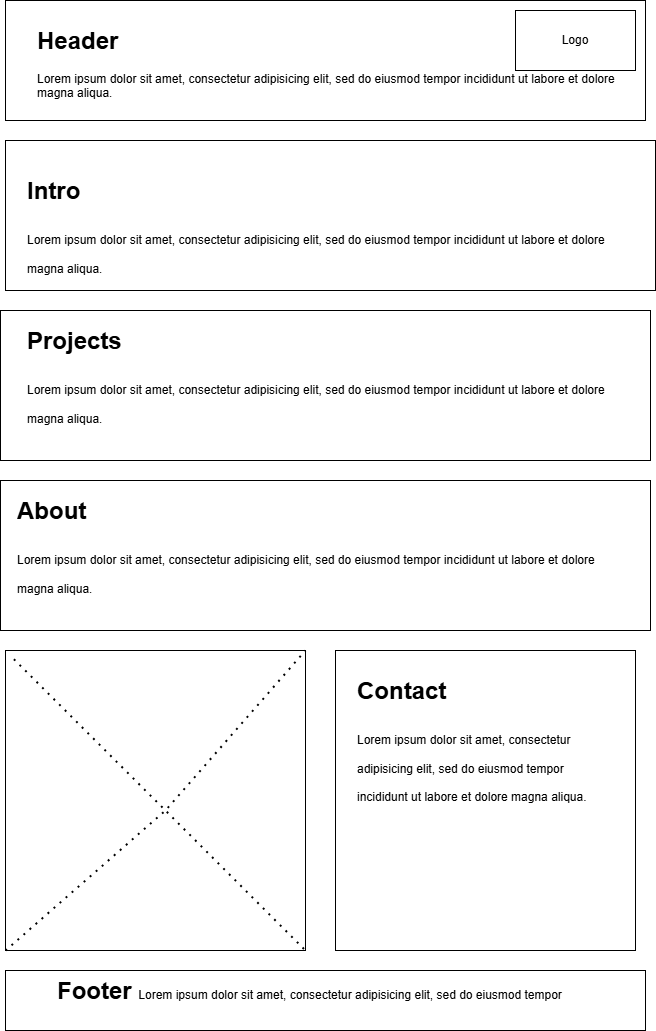 Header
Logo
Lorem ipsum dolor sit amet, consectetur adipisicing elit, sed do eiusmod tempor incididunt ut labore et dolore
magna aliqua.
Intro
Lorem ipsum dolor sit amet, consectetur adipisicing elit, sed do eiusmod tempor incididunt ut labore et dolore
magna aliqua.
Projects
Lorem ipsum dolor sit amet, consectetur adipisicing elit, sed do eiusmod tempor incididunt ut labore et dolore
magna aliqua.
About
Lorem ipsum dolor sit amet, consectetur adipisicing elit, sed do eiusmod tempor incididunt ut labore et dolore
magna aliqua.
Contact
Lorem ipsum dolor sit amet, consectetur
adipisicing elit, sed do eiusmod tempor
incididunt ut labore et dolore magna aliqua.
Footer Lorem ipsum dolor sit amet, consectetur adipisicing elit, sed do eiusmod tempor